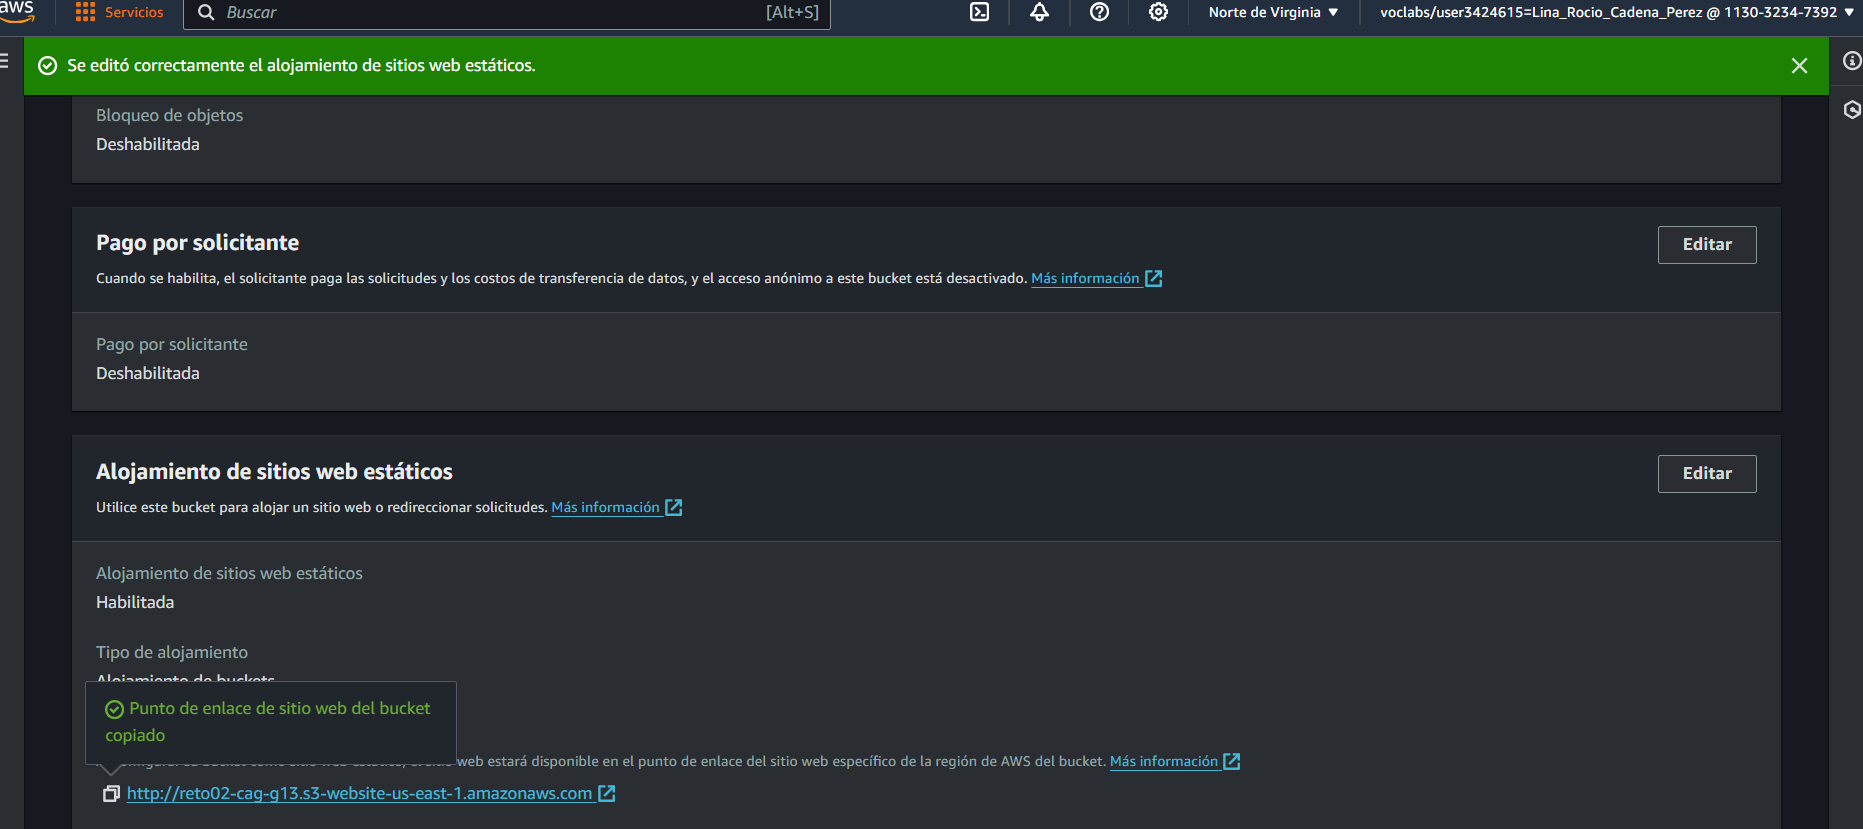 aws
Servicios
Buscar
[Alt+S]
Norte de Virginia
voclabs/user3424615=Lina_Rocio_Cadena_Perez @ 1130-3234-7392
Se editó correctamente el alojamiento de sitios web estáticos.
Bloqueo de objetos
Deshabilitada
Pago por solicitante
Editar
Cuando se habilita, el solicitante paga las solicitudes y los costos de transferencia de datos, y el acceso anónimo a este bucket está desactivado. Más información
Pago por solicitante
Deshabilitada
Alojamiento de sitios web estáticos
Editar
Utilice este bucket para alojar un sitio web o redireccionar solicitudes. Más información
Alojamiento de sitios web estáticos
Habilitada
Tipo de alojamiento
Alojamiento de buckets
Punto de enlace de sitio web del bucket
copiado
web estará disponible en el punto de enlace del sitio web específico de la región de AWS del bucket. Más información
http://reto02-cag-g13.s3-website-us-east-1.amazonaws.com